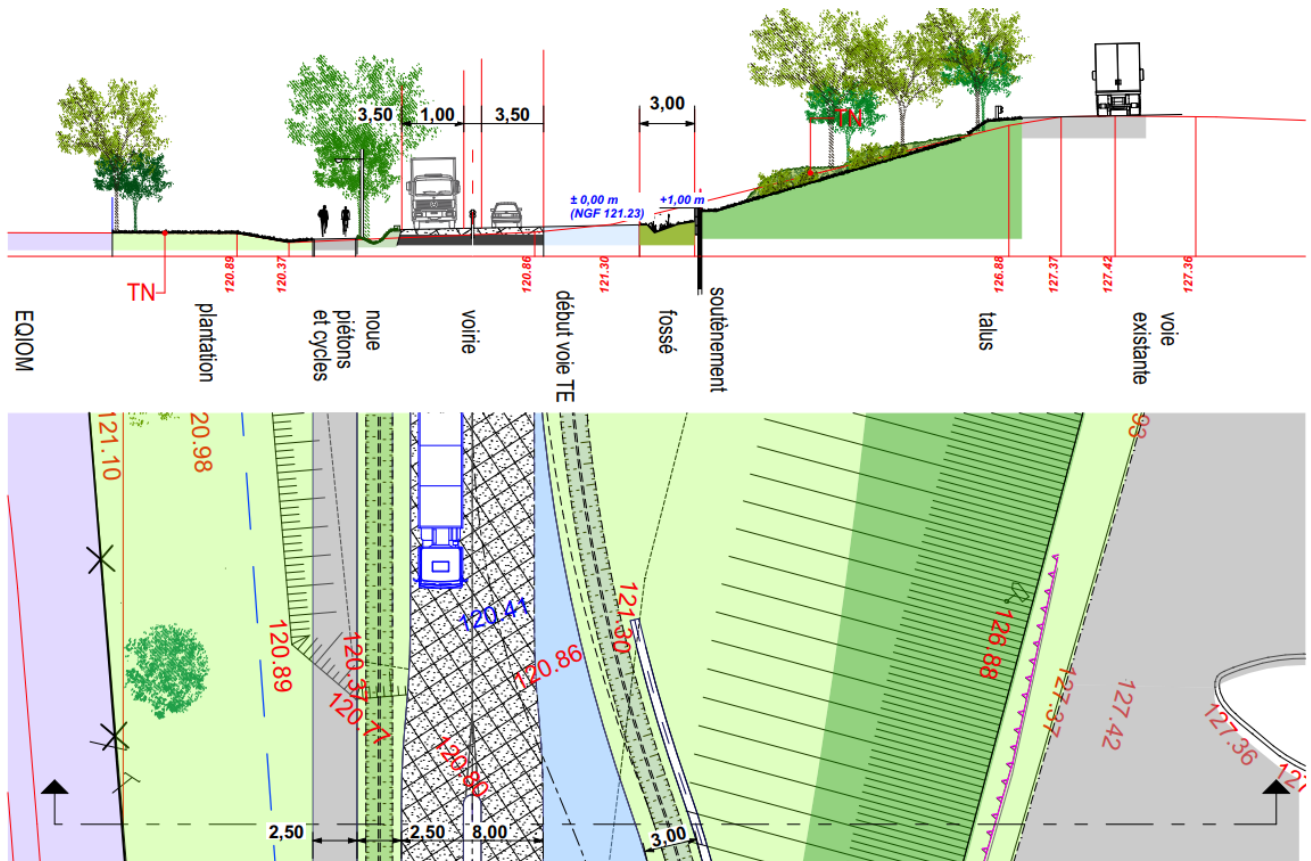 3,50
1,00
3,50
3,00
TN
± 0,00 m
(NGF 121.23)
+1,00 m
TN
120.89
120.37
120.86
121.30
126.88
127.37
127.42
127.36
EQIOM
plantation
piétons
et cycles
noue
voirie
début voie TE
fossé
soutènement
talus
voie
existante
121.10
20.98
93
120.41
120.89
120.37
120.77
120.86
121.30
120.80
126.88
127.37
127.42
127.36
127
2,50
2,50
8,00
3,00